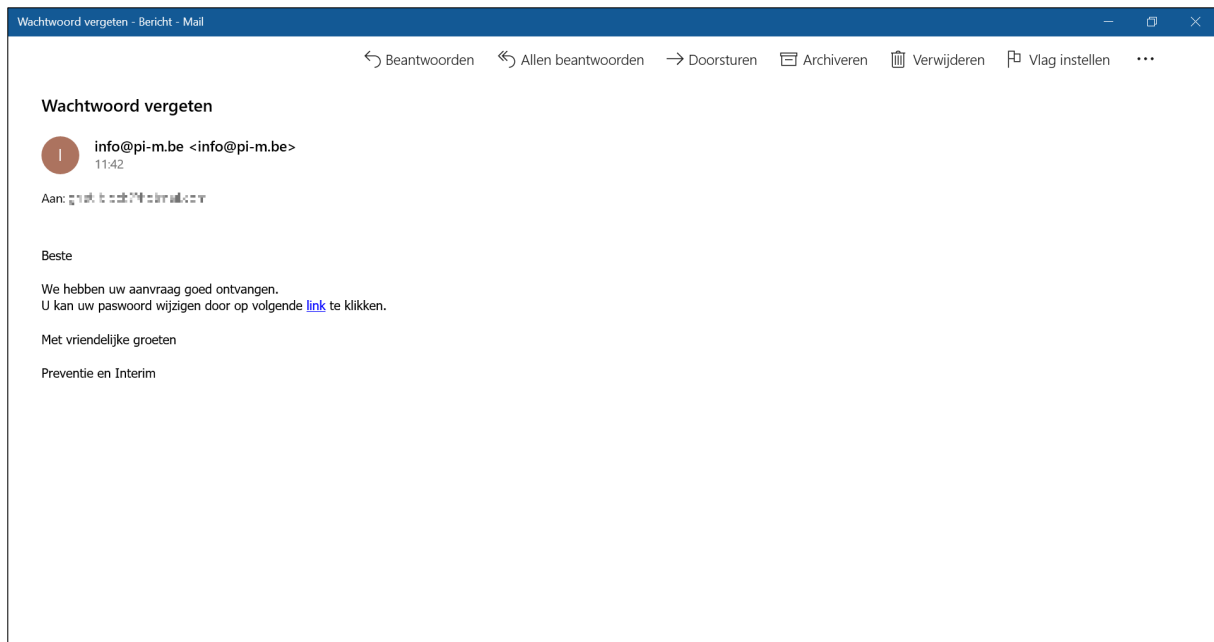 Wachtwoord vergeten - Bericht - Mail
Beantwoorden Allen beantwoorden Doorsturen Archiveren Verwijderen Vlag instellen
Wachtwoord vergeten
I
info@pi-m.be <info@pi-m.be>
11:42
Aan:
Beste
We hebben uw aanvraag goed ontvangen.
U kan uw paswoord wijzigen door op volgende link te klikken.
Met vriendelijke groeten
Preventie en Interim